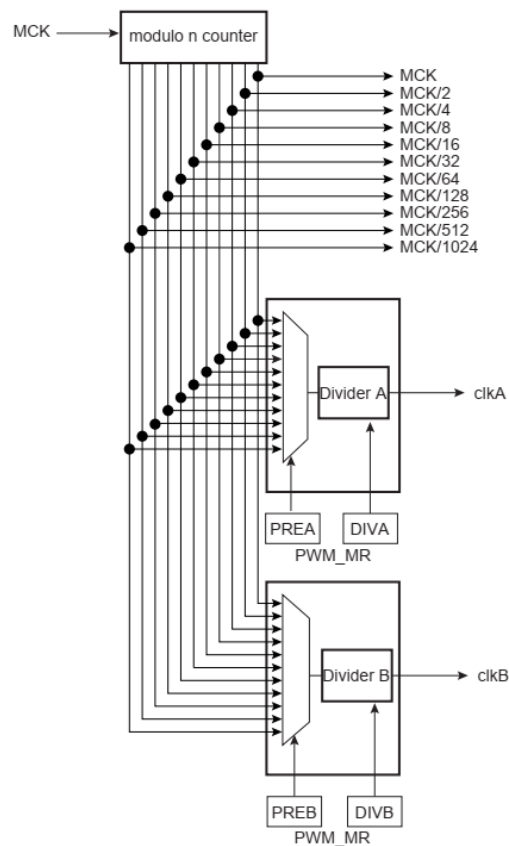 MCK
modulo n counter
MCK
MCK/2
MCK/4
MCK/8
MCK/16
MCK/32
MCK/64
MCK/128
MCK/256
MCK/512
MCK/1024
Divider A
clkA
PREA
DIVA
PWM_MR
Divider B
clkB
PREB
DIVB
PWM_MR